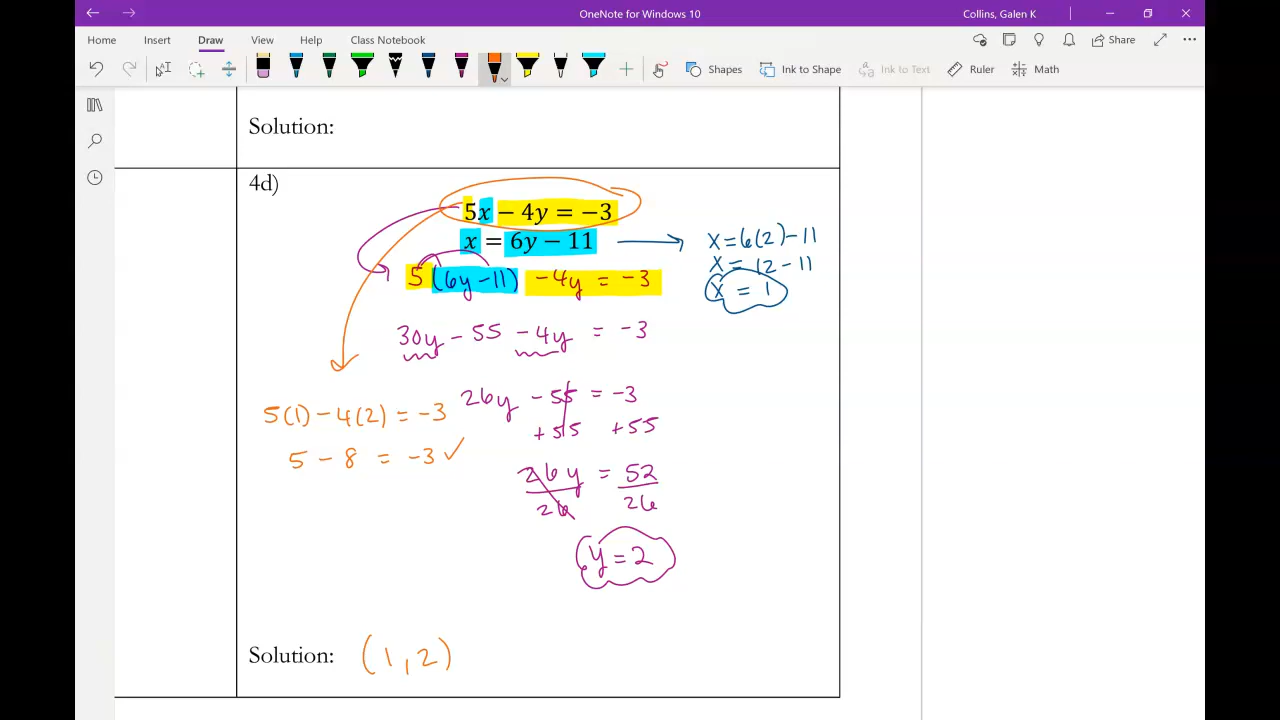 OneNote for Windows 10
Collins, Galen K
Home Insert Draw View Help Class Notebook
Share
Shapes Ink to Shape Ink to Text Ruler Math
Solution:
4d)
5x − 4y = −3
x = 6y − 11
5(6y − 11) − 4y = −3
30y − 55 − 4y = −3
26y − 55 = −3
+55 +55
26y = 52
26 26
y = 2
x = 6(2) − 11
x = 12 − 11
x = 1
5(1) − 4(2) = −3
5 − 8 = −3 ✓
Solution: (1, 2)